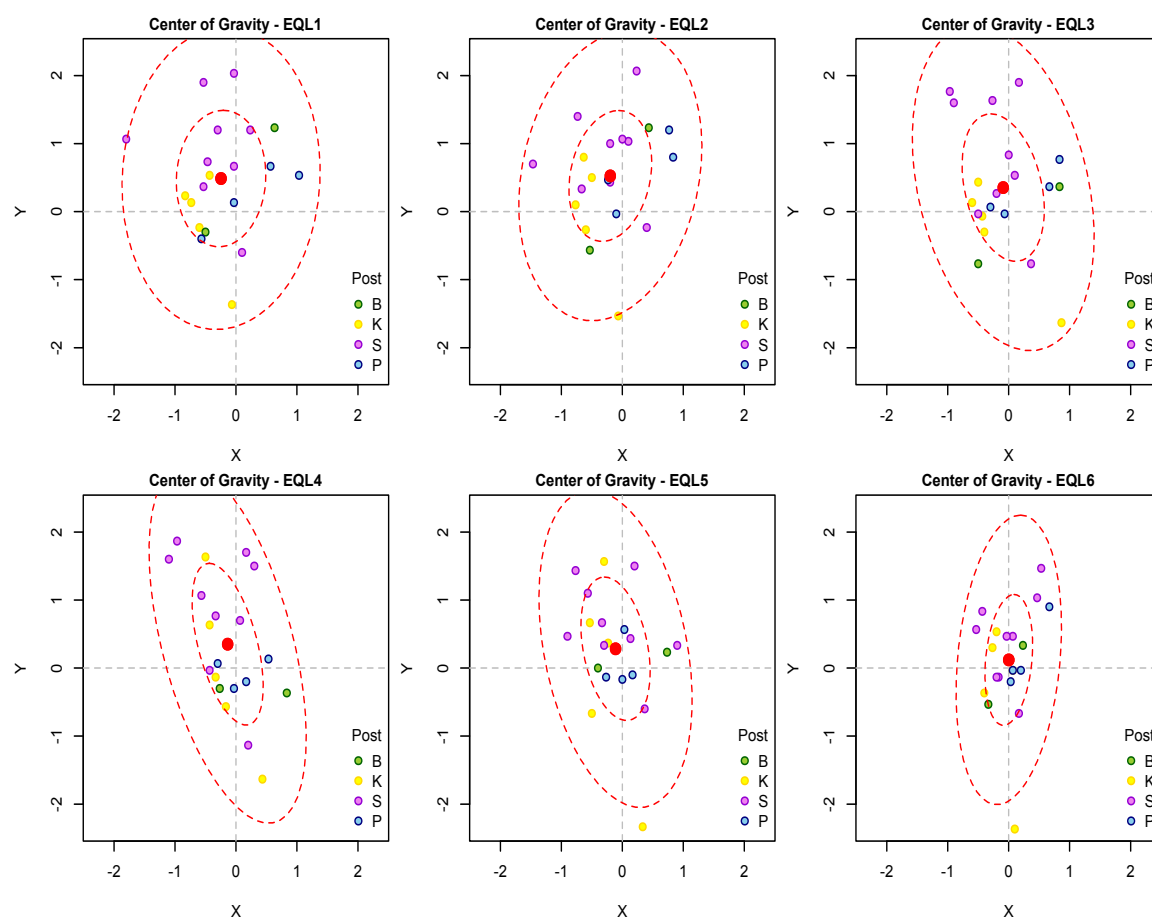 Center of Gravity - EQL1
Y
2
1
0
-1
-2
Post
B
K
S
P
-2 -1 0 1 2
X
Center of Gravity - EQL2
Y
2
1
0
-1
-2
Post
B
K
S
P
-2 -1 0 1 2
X
Center of Gravity - EQL3
Y
2
1
0
-1
-2
Post
B
K
S
P
-2 -1 0 1 2
X
Center of Gravity - EQL4
Y
2
1
0
-1
-2
Post
B
K
S
P
-2 -1 0 1 2
X
Center of Gravity - EQL5
Y
2
1
0
-1
-2
Post
B
K
S
P
-2 -1 0 1 2
X
Center of Gravity - EQL6
Y
2
1
0
-1
-2
Post
B
K
S
P
-2 -1 0 1 2
X